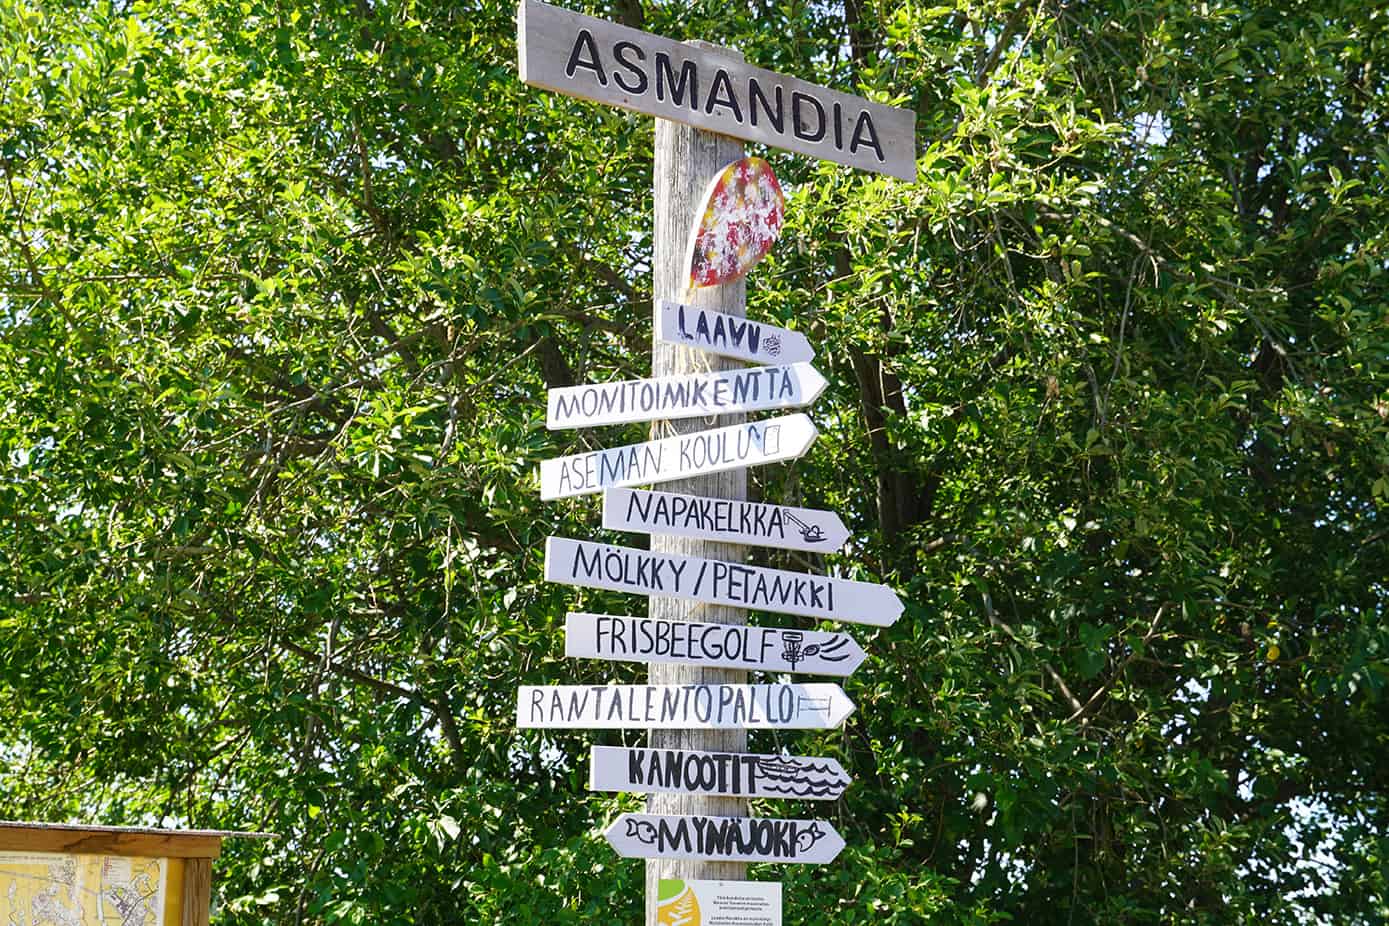 ASMANDIA
LAAVU
MONITOIMIKENTTÄ
ASEMAN: KOULU
NAPAKELKKA
MÖLKKY/PETANKKI
FRISBEEGOLF
RANTALENTOPALLO
KANOOTIT
MYNÄJOKI